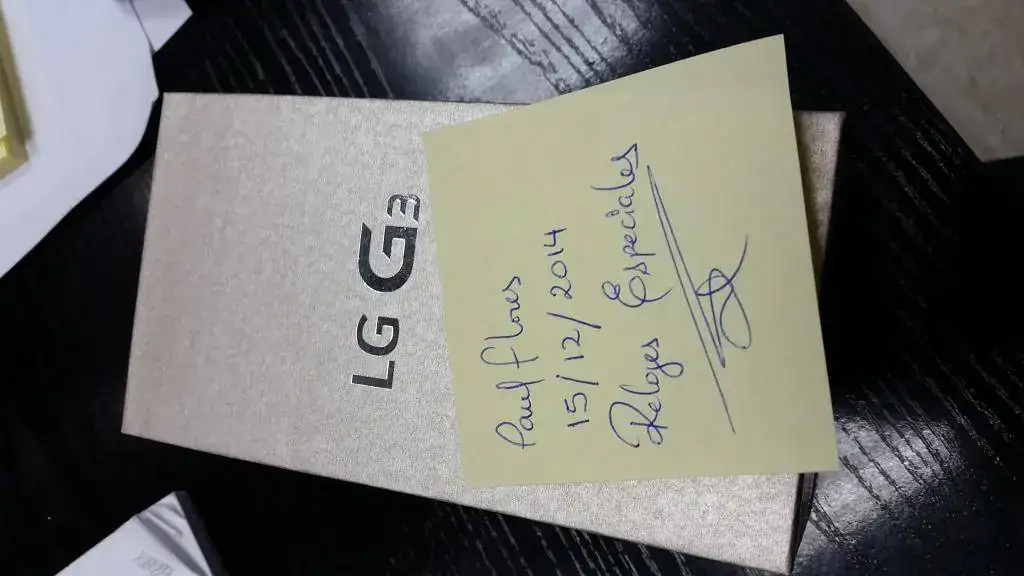 LG G3
Paul Flores
15/12/2014
Relojes Especiales